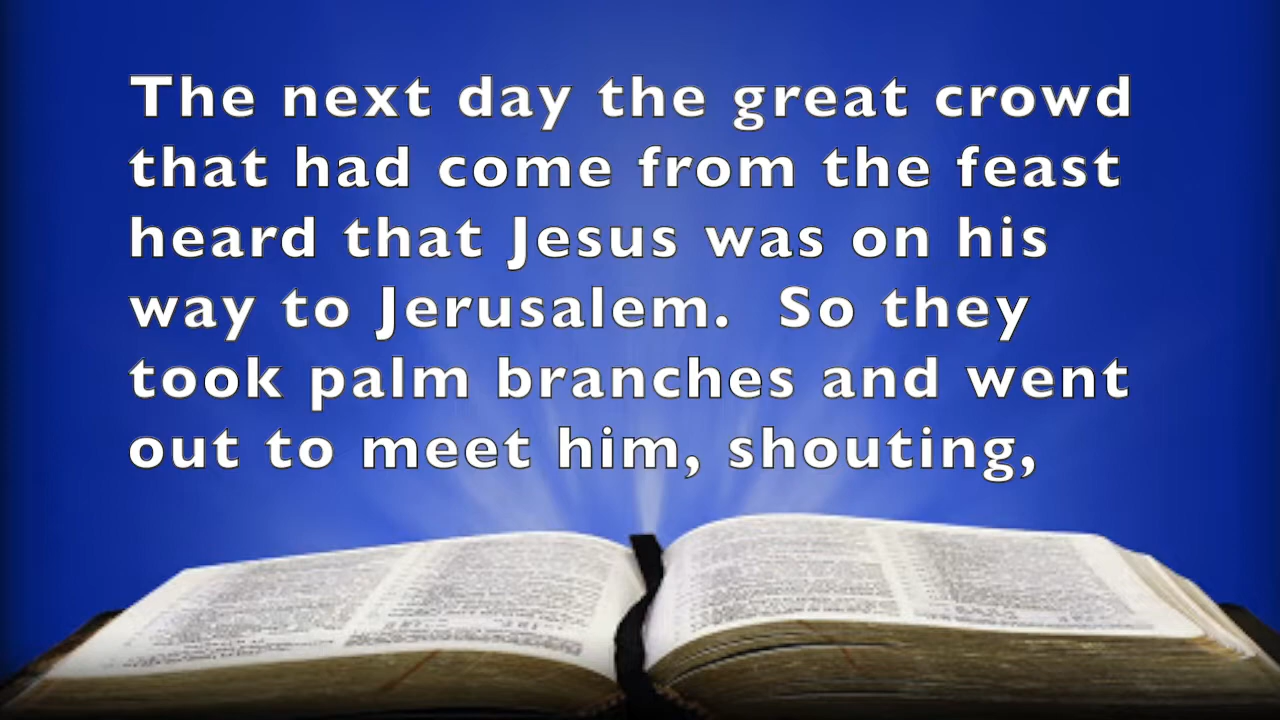 The next day the great crowd
that had come from the feast
heard that Jesus was on his
way to Jerusalem.  So they
took palm branches and went
out to meet him, shouting,